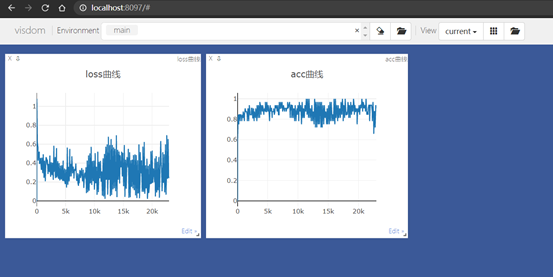 localhost:8097/#
visdom Environment main View current
X loss曲线
loss曲线
1
0.8
0.6
0.4
0.2
0
0 5k 10k 15k 20k
Edit
X acc曲线
acc曲线
1
0.8
0.6
0.4
0.2
0
0 5k 10k 15k 20k
Edit